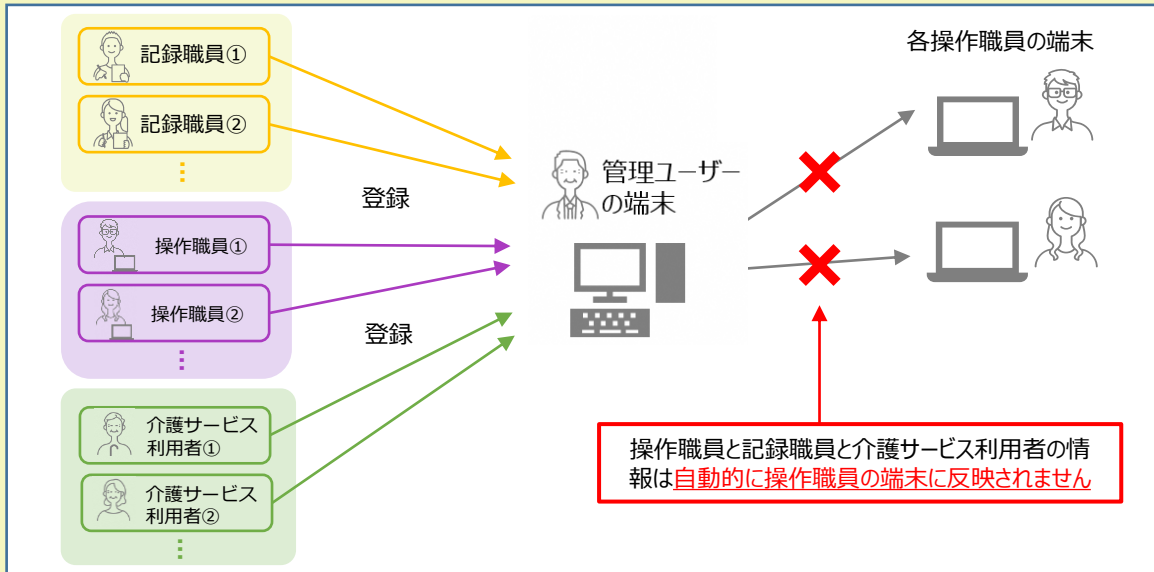 記録職員①
記録職員②
⋮
登録
操作職員①
操作職員②
⋮
登録
介護サービス
利用者①
介護サービス
利用者②
⋮
管理ユーザー
の端末
各操作職員の端末
操作職員と記録職員と介護サービス利用者の情
報は自動的に操作職員の端末に反映されません